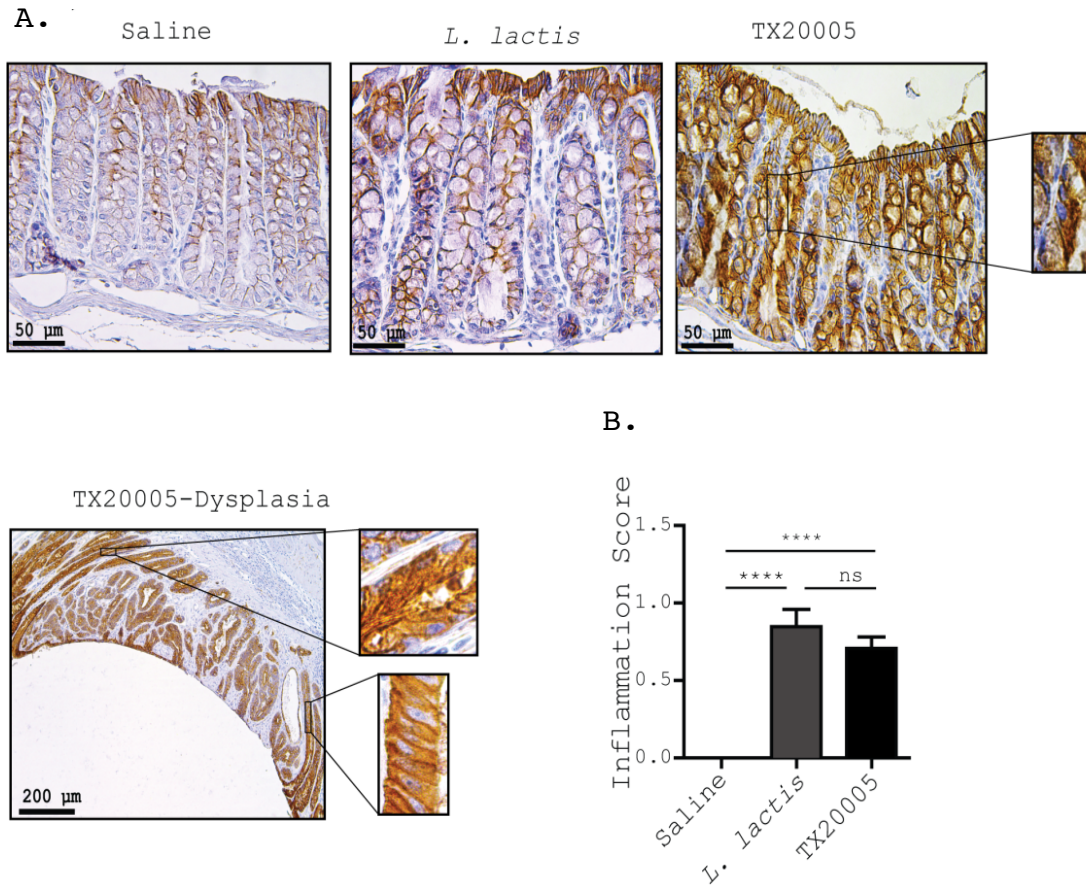 A.
Saline
L. lactis
TX20005
50 µm
50 µm
50 µm
B.
TX20005-Dysplasia
200 µm
Inflammation Score
1.5
1.0
0.5
0.0
****
****
ns
Saline
L. lactis
TX20005